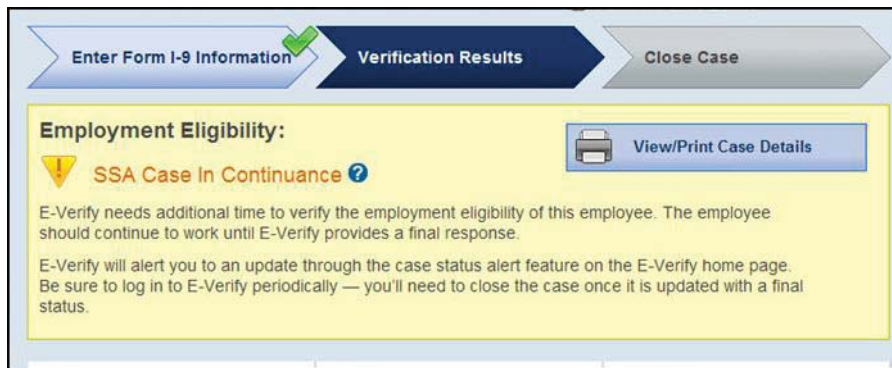 Enter Form I-9 Information
Verification Results
Close Case
Employment Eligibility:
View/Print Case Details
SSA Case In Continuance ?
E-Verify needs additional time to verify the employment eligibility of this employee. The employee
should continue to work until E-Verify provides a final response.
E-Verify will alert you to an update through the case status alert feature on the E-Verify home page.
Be sure to log in to E-Verify periodically — you'll need to close the case once it is updated with a final
status.